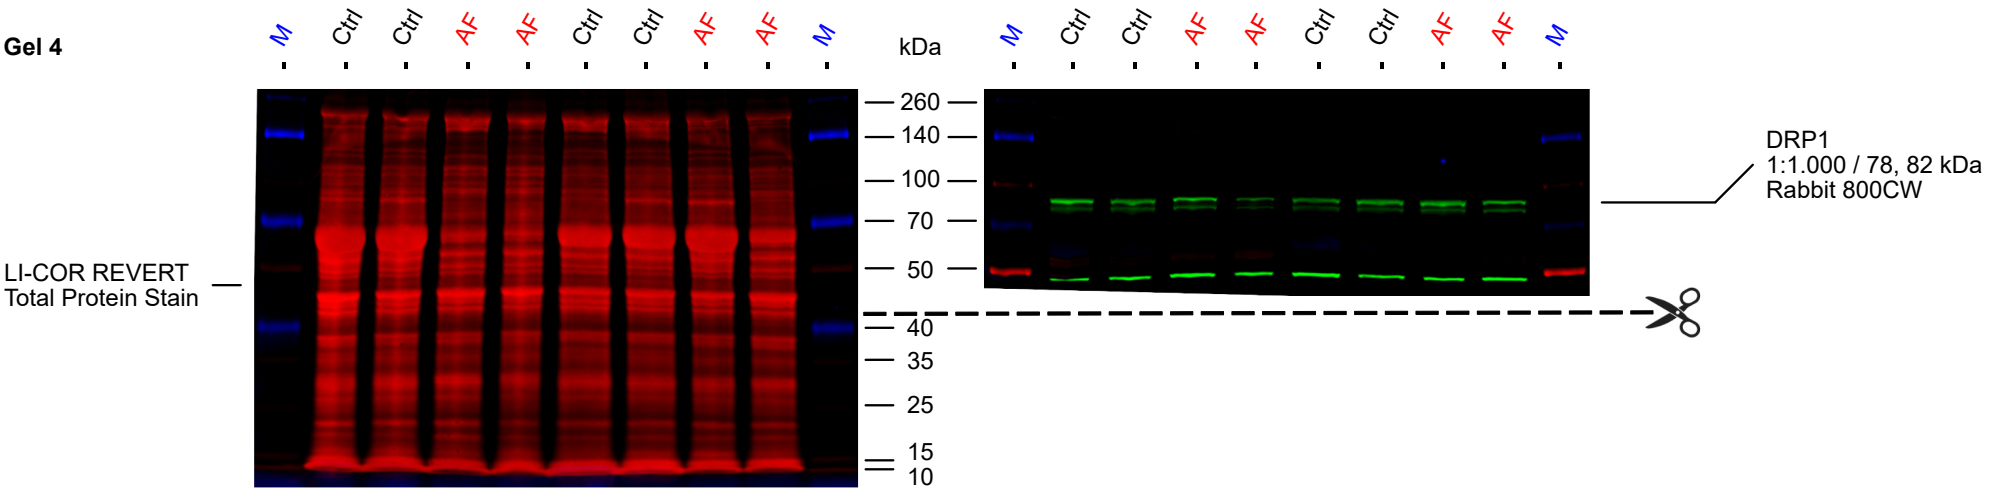 Gel 4
M Ctrl Ctrl AF AF Ctrl Ctrl AF AF M
kDa
M Ctrl Ctrl AF AF Ctrl Ctrl AF AF M
260
140
100
70
50
40
35
25
15
10
LI-COR REVERT
Total Protein Stain
DRP1
1:1.000 / 78, 82 kDa
Rabbit 800CW